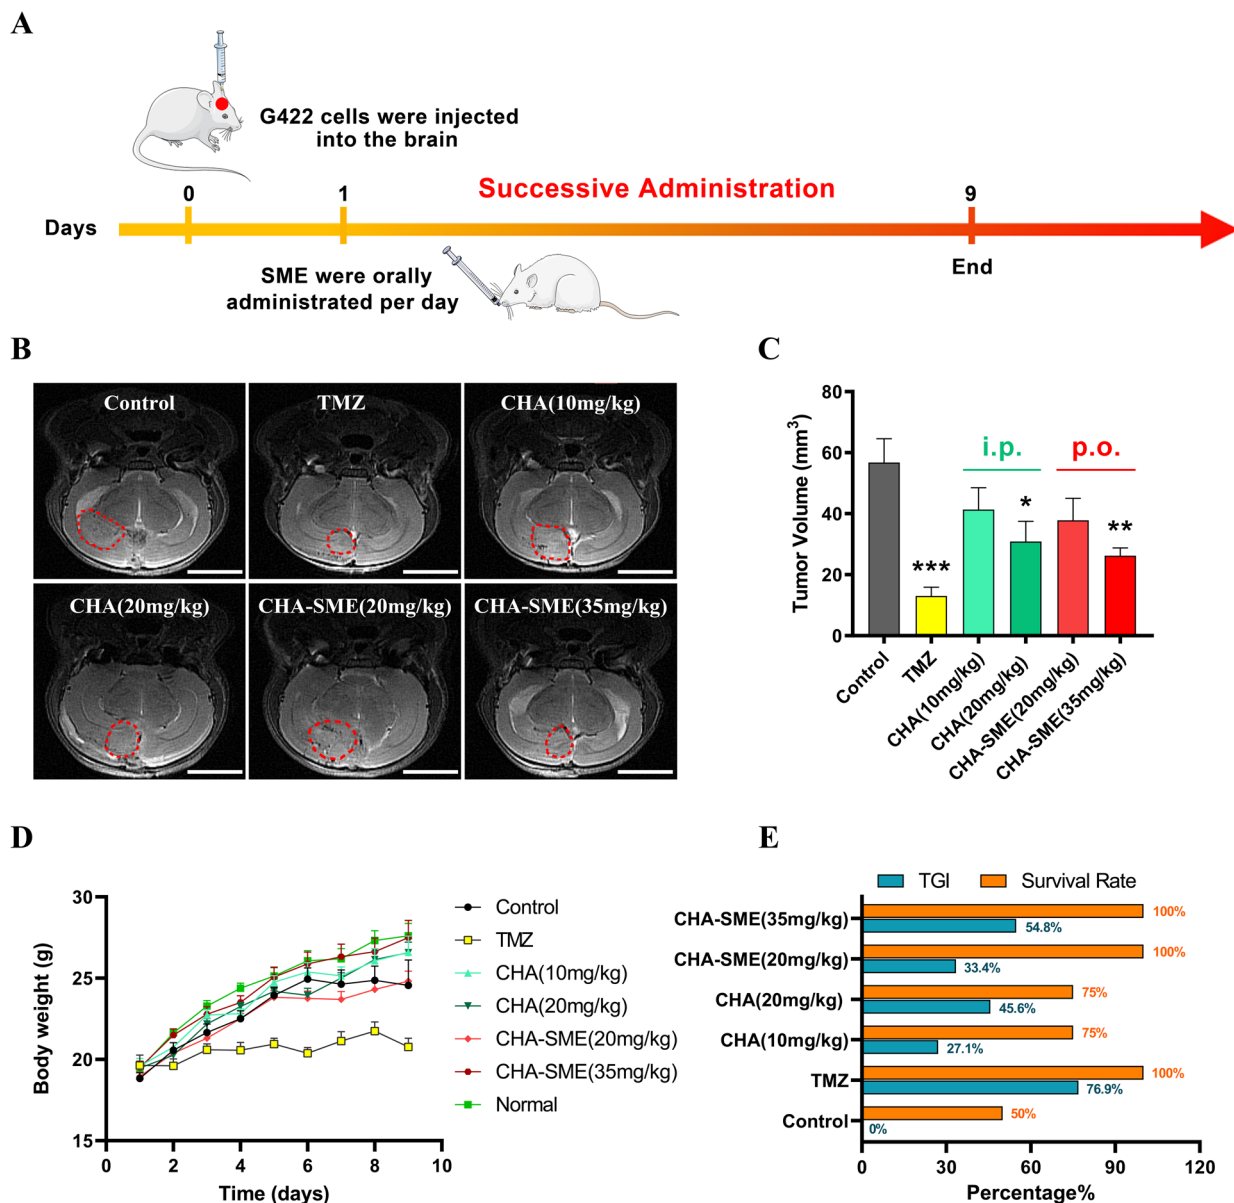 A
G422 cells were injected
into the brain
0
1
Successive Administration
9
Days
SME were orally
administrated per day
End
B
Control
TMZ
CHA(10mg/kg)
CHA(20mg/kg)
CHA-SME(20mg/kg)
CHA-SME(35mg/kg)
C
Tumor Volume (mm³)
80
60
40
20
0
i.p.
p.o.
***
*
**
Control
TMZ
CHA(10mg/kg)
CHA(20mg/kg)
CHA-SME(20mg/kg)
CHA-SME(35mg/kg)
D
Body weight (g)
30
25
20
15
0
2
4
6
8
10
Time (days)
Control
TMZ
CHA(10mg/kg)
CHA(20mg/kg)
CHA-SME(20mg/kg)
CHA-SME(35mg/kg)
Normal
E
TGI
Survival Rate
CHA-SME(35mg/kg)
100%
54.8%
CHA-SME(20mg/kg)
100%
33.4%
CHA(20mg/kg)
75%
45.6%
CHA(10mg/kg)
75%
27.1%
TMZ
100%
76.9%
Control
50%
0%
0
30
60
90
120
Percentage%